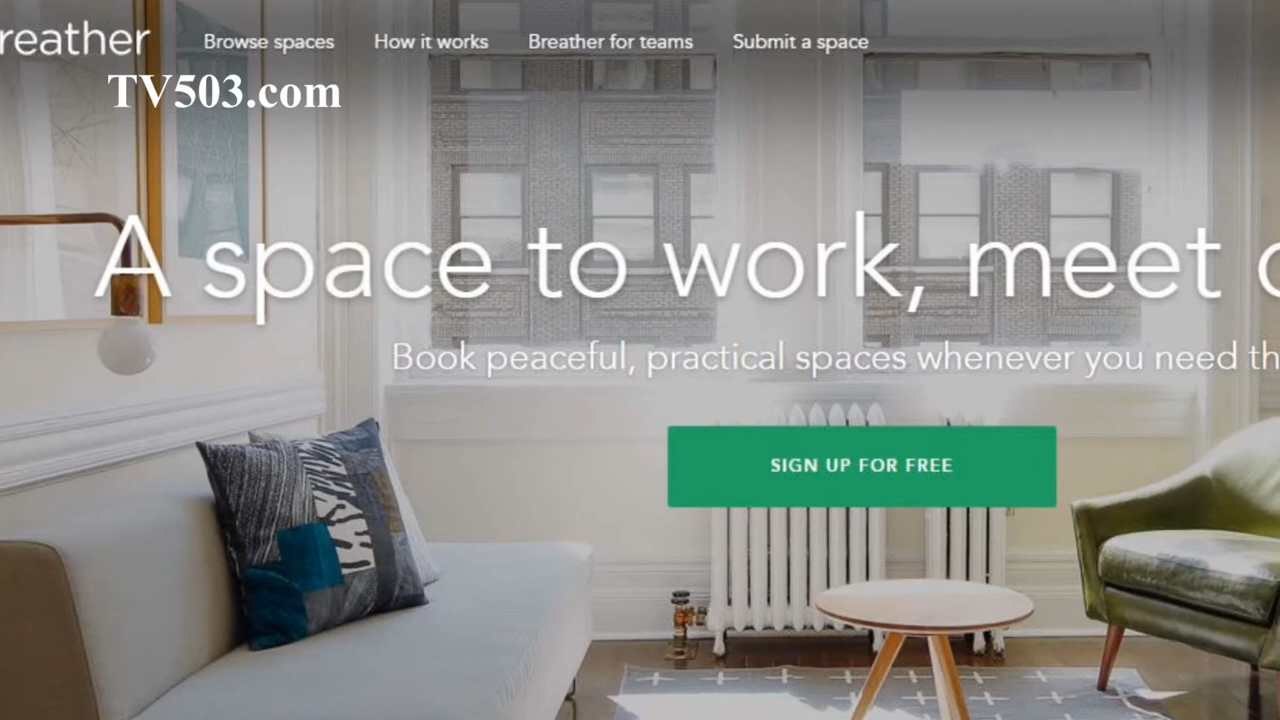 reather Browse spaces How it works Breather for teams Submit a space
TV503.com
A space to work, meet
Book peaceful, practical spaces whenever you need th
SIGN UP FOR FREE